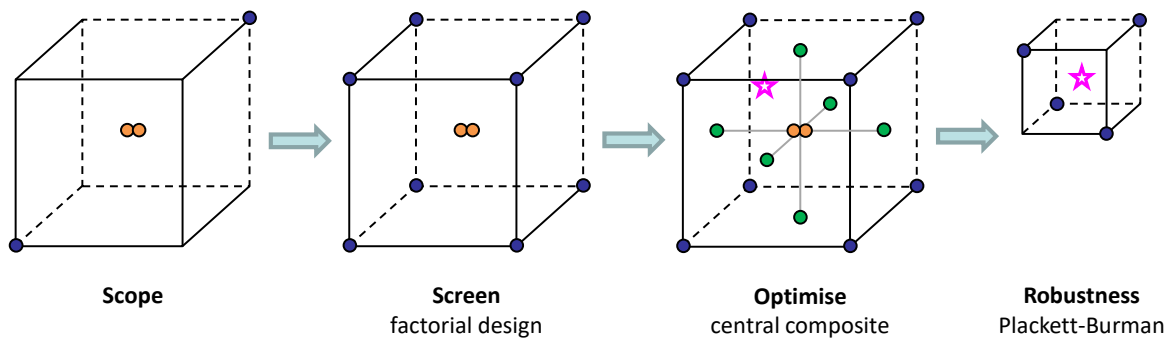 Scope
Screen
factorial design
Optimise
central composite
Robustness
Plackett-Burman